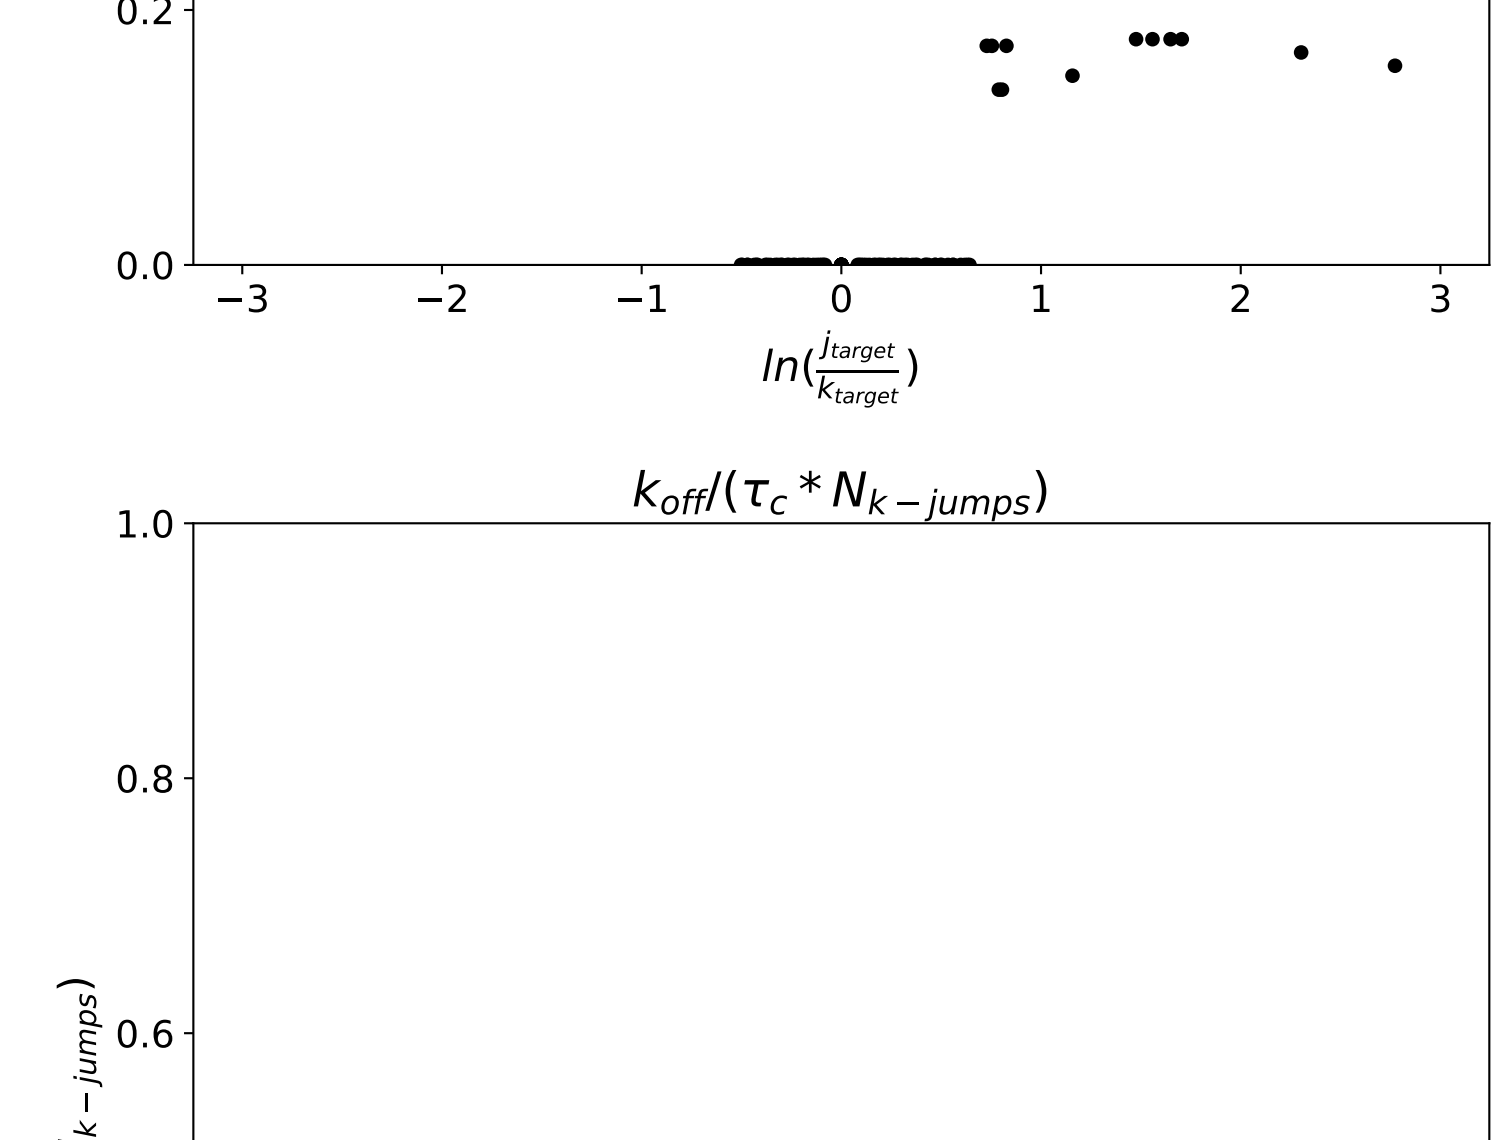 0.2
0.0
−3 −2 −1 0 1 2 3
ln(j_target/k_target)
k_off/(τ_c * N_k−jumps)
1.0
0.8
0.6
k − jumps)